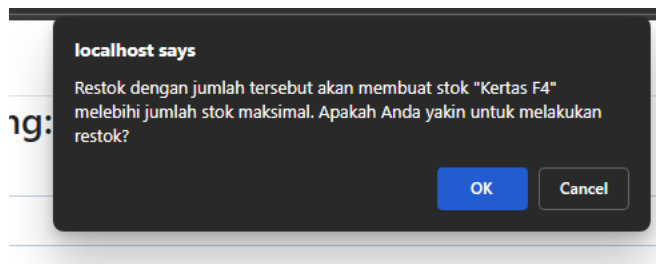 localhost says
Restok dengan jumlah tersebut akan membuat stok "Kertas F4"
melebihi jumlah stok maksimal. Apakah Anda yakin untuk melakukan
restok?
ng:
OK
Cancel